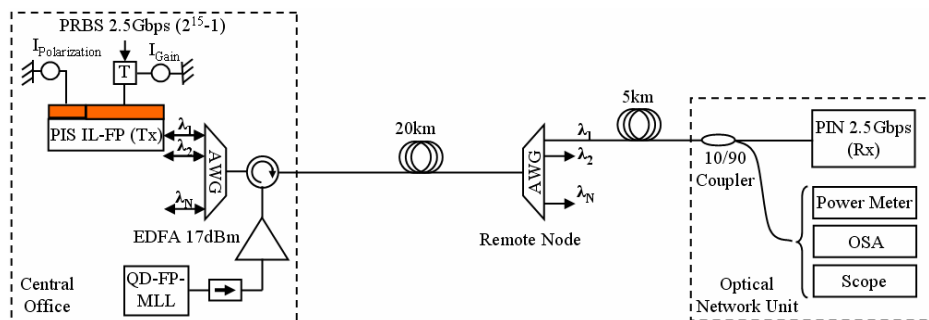 PRBS 2.5Gbps (2^15-1)
I_Polarization
I_Gain
T
PIS IL-FP (Tx)
λ1
λ2
λN
AWG
EDFA 17dBm
QD-FP-
MLL
Central
Office
20km
AWG
Remote Node
λ1
λ2
λN
5km
10/90
Coupler
PIN 2.5Gbps
(Rx)
Power Meter
OSA
Scope
Optical
Network Unit